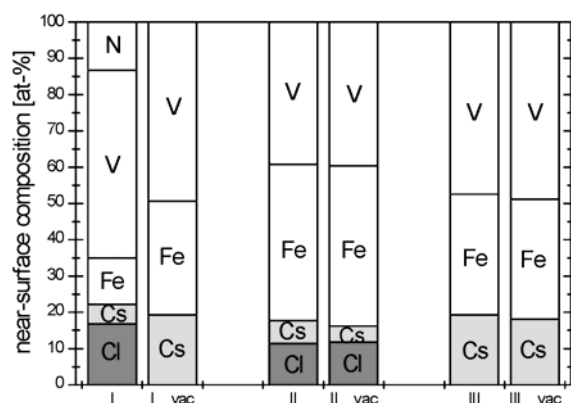 near-surface composition [at-%]
100
90
80
70
60
50
40
30
20
10
0
N
V
Fe
Cs
Cl
V
Fe
Cs
V
Fe
Cs
Cl
V
Fe
Cs
Cl
V
Fe
Cs
V
Fe
Cs
I I vac II II vac III III vac